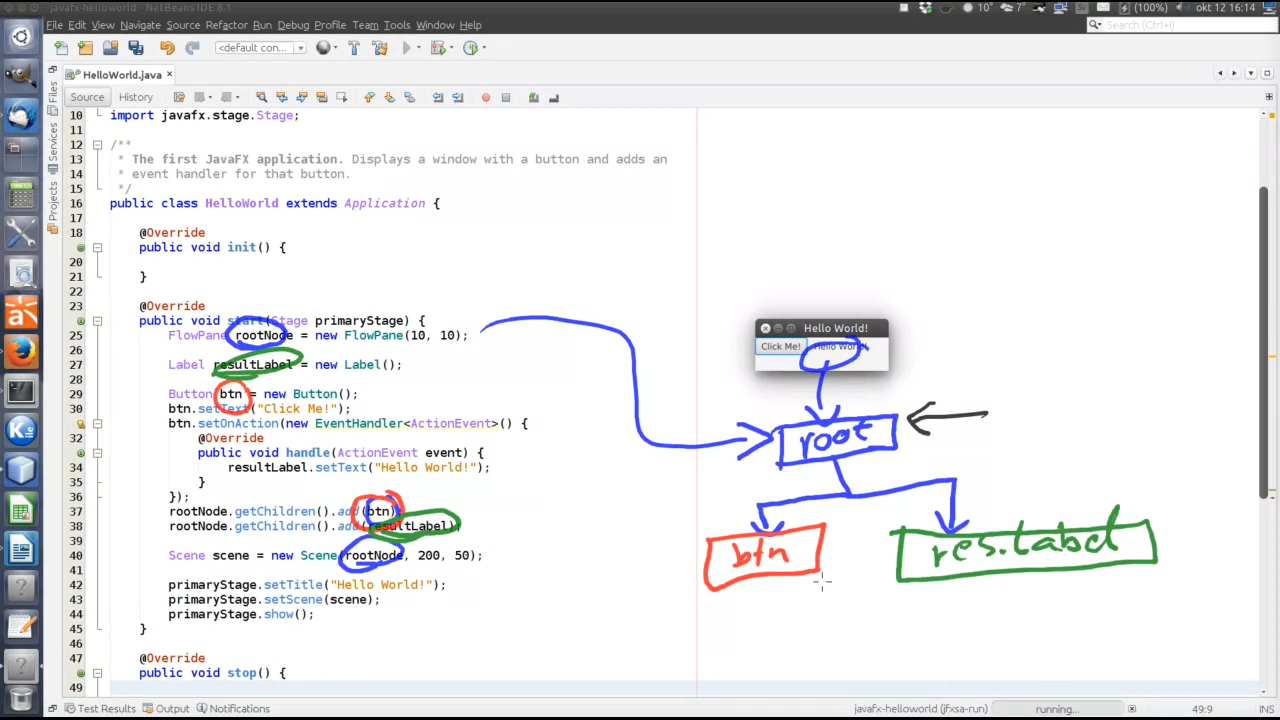 javafx-helloworld - NetBeans IDE 8.1
10° 7° (100%) okt 12 16:14
File Edit View Navigate Source Refactor Run Debug Profile Team Tools Window Help
Search (Ctrl+I)
<default con...
HelloWorld.java
Source History
Files
Services
Projects
10 import javafx.stage.Stage;
11
12 /**
13 * The first JavaFX application. Displays a window with a button and adds an
14 * event handler for that button.
15 */
16 public class HelloWorld extends Application {
17
18 @Override
19 public void init() {
20
21 }
22
23 @Override
public void start(Stage primaryStage) {
25 FlowPane rootNode = new FlowPane(10, 10);
26
27 Label resultLabel = new Label();
28
29 Button btn = new Button();
30 btn.setText("Click Me!");
btn.setOnAction(new EventHandler<ActionEvent>() {
32 @Override
public void handle(ActionEvent event) {
34 resultLabel.setText("Hello World!");
35 }
36 });
37 rootNode.getChildren().add(btn);
38 rootNode.getChildren().add(resultLabel);
39
40 Scene scene = new Scene(rootNode, 200, 50);
41
42 primaryStage.setTitle("Hello World!");
43 primaryStage.setScene(scene);
44 primaryStage.show();
45 }
46
47 @Override
public void stop() {
49
Hello World!
Click Me! Hello World!
root
btn
res.label
Test Results Output Notifications
javafx-helloworld (jfxsa-run) running... 49:9 INS